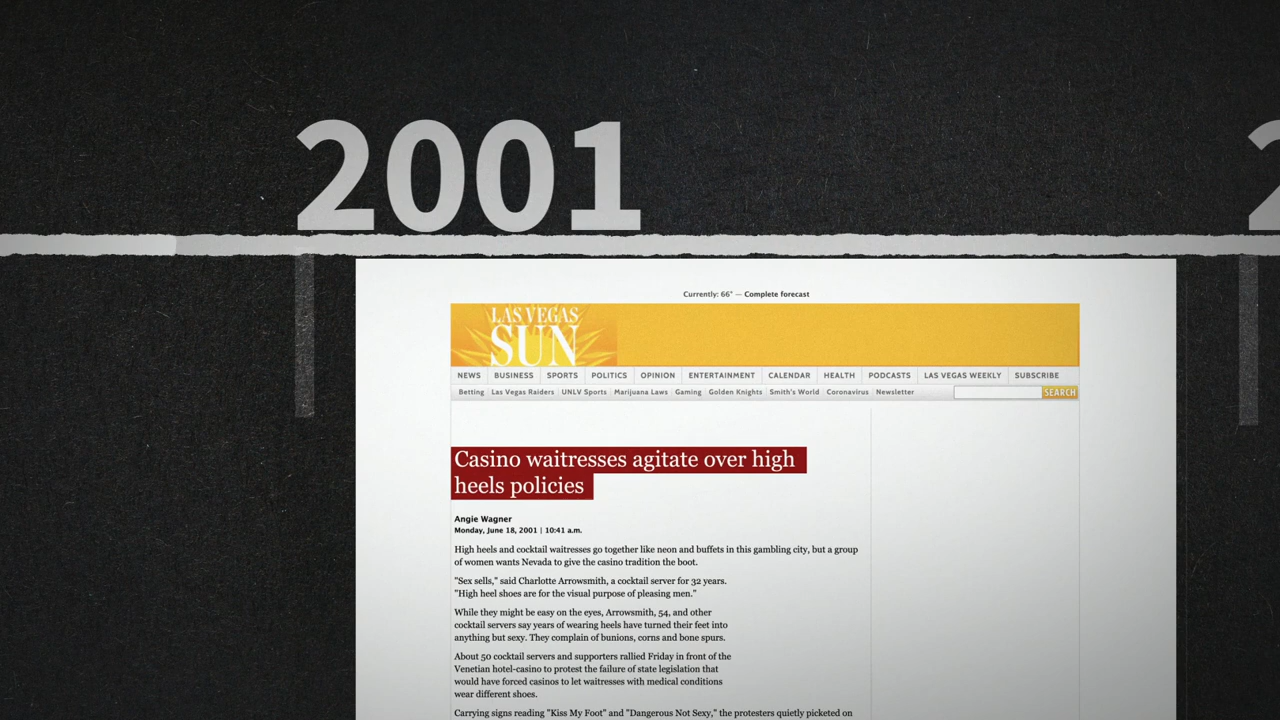 2001
Currently: 66° — Complete forecast
LAS VEGAS
SUN
NEWS BUSINESS SPORTS POLITICS OPINION ENTERTAINMENT CALENDAR HEALTH PODCASTS LAS VEGAS WEEKLY SUBSCRIBE
Betting Las Vegas Raiders UNLV Sports Marijuana Laws Gaming Golden Knights Smith's World Coronavirus Newsletter SEARCH
Casino waitresses agitate over high
heels policies
Angie Wagner
Monday, June 18, 2001 | 10:41 a.m.
High heels and cocktail waitresses go together like neon and buffets in this gambling city, but a group
of women wants Nevada to give the casino tradition the boot.
"Sex sells," said Charlotte Arrowsmith, a cocktail server for 32 years.
"High heel shoes are for the visual purpose of pleasing men."
While they might be easy on the eyes, Arrowsmith, 54, and other
cocktail servers say years of wearing heels have turned their feet into
anything but sexy. They complain of bunions, corns and bone spurs.
About 50 cocktail servers and supporters rallied Friday in front of the
Venetian hotel-casino to protest the failure of state legislation that
would have forced casinos to let waitresses with medical conditions
wear different shoes.
Carrying signs reading "Kiss My Foot" and "Dangerous Not Sexy," the protesters quietly picketed on